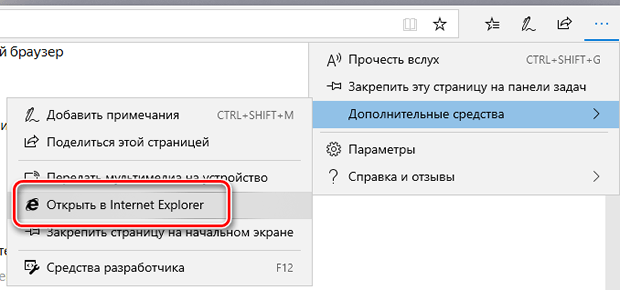 й браузер
Прочесть вслух CTRL+SHIFT+G
Закрепить эту страницу на панели задач
Дополнительные средства
Параметры
Справка и отзывы
Добавить примечания CTRL+SHIFT+M
Поделиться этой страницей
Передать мультимедиа на устройство
Открыть в Internet Explorer
Закрепить страницу на начальном экране
Средства разработчика F12